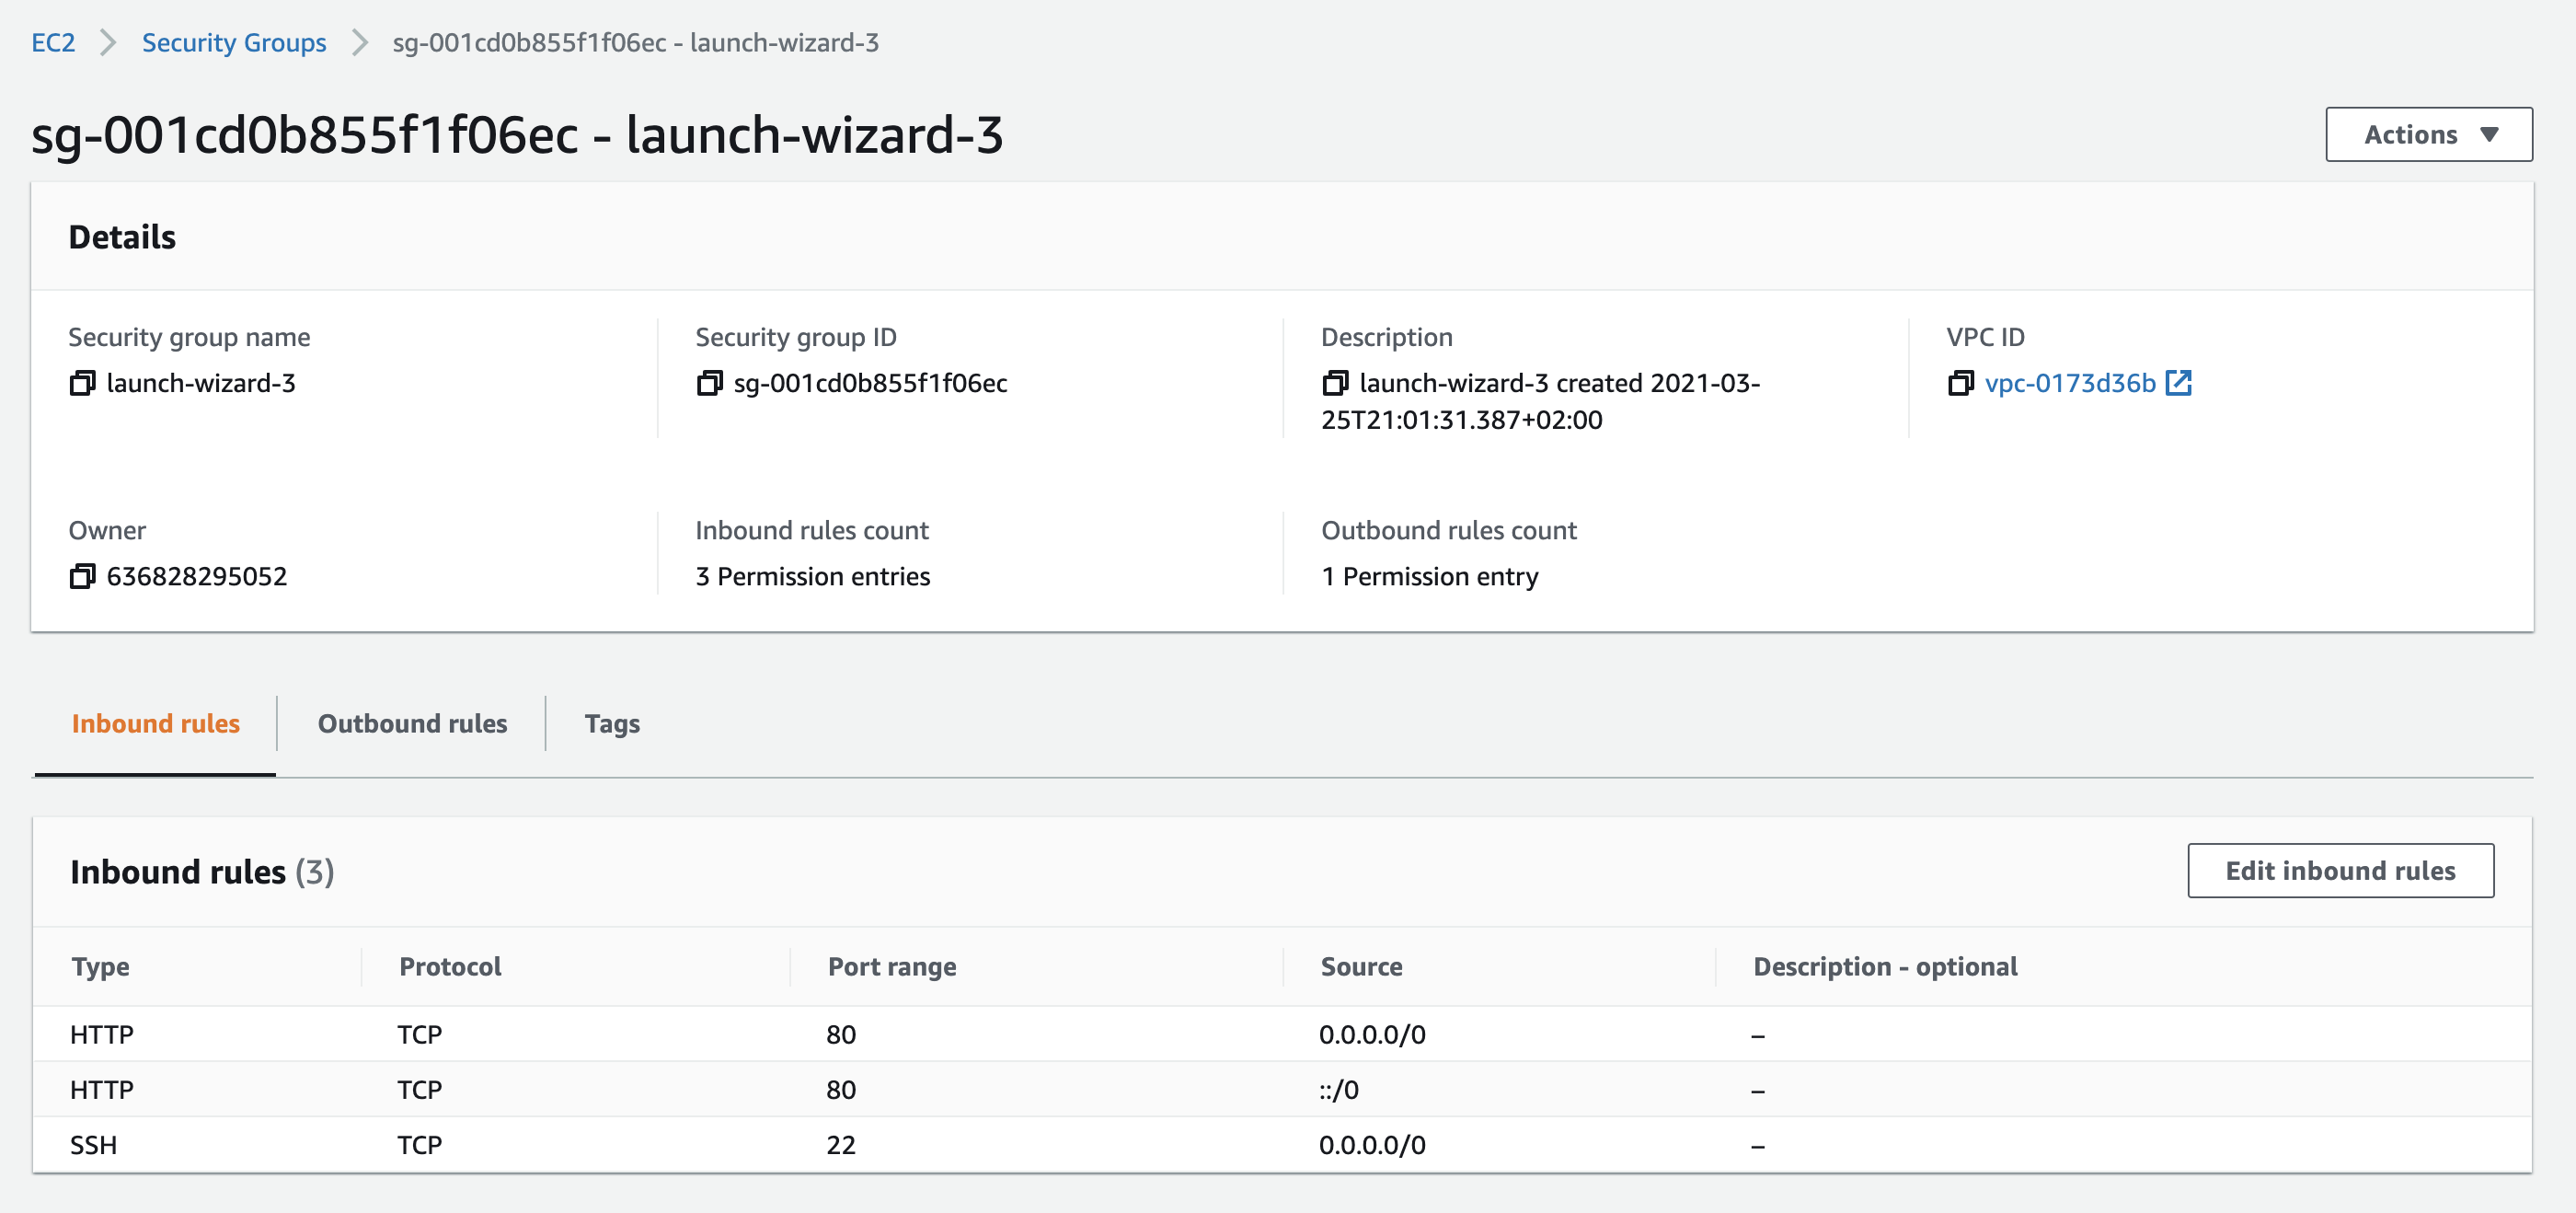 EC2 Security Groups sg-001cd0b855f1f06ec - launch-wizard-3
sg-001cd0b855f1f06ec - launch-wizard-3
Actions
Details
Security group name
launch-wizard-3
Security group ID
sg-001cd0b855f1f06ec
Description
launch-wizard-3 created 2021-03-
25T21:01:31.387+02:00
VPC ID
vpc-0173d36b
Owner
636828295052
Inbound rules count
3 Permission entries
Outbound rules count
1 Permission entry
Inbound rules Outbound rules Tags
Inbound rules (3)
Edit inbound rules
Type Protocol Port range Source Description - optional
HTTP TCP 80 0.0.0.0/0 –
HTTP TCP 80 ::/0 –
SSH TCP 22 0.0.0.0/0 –